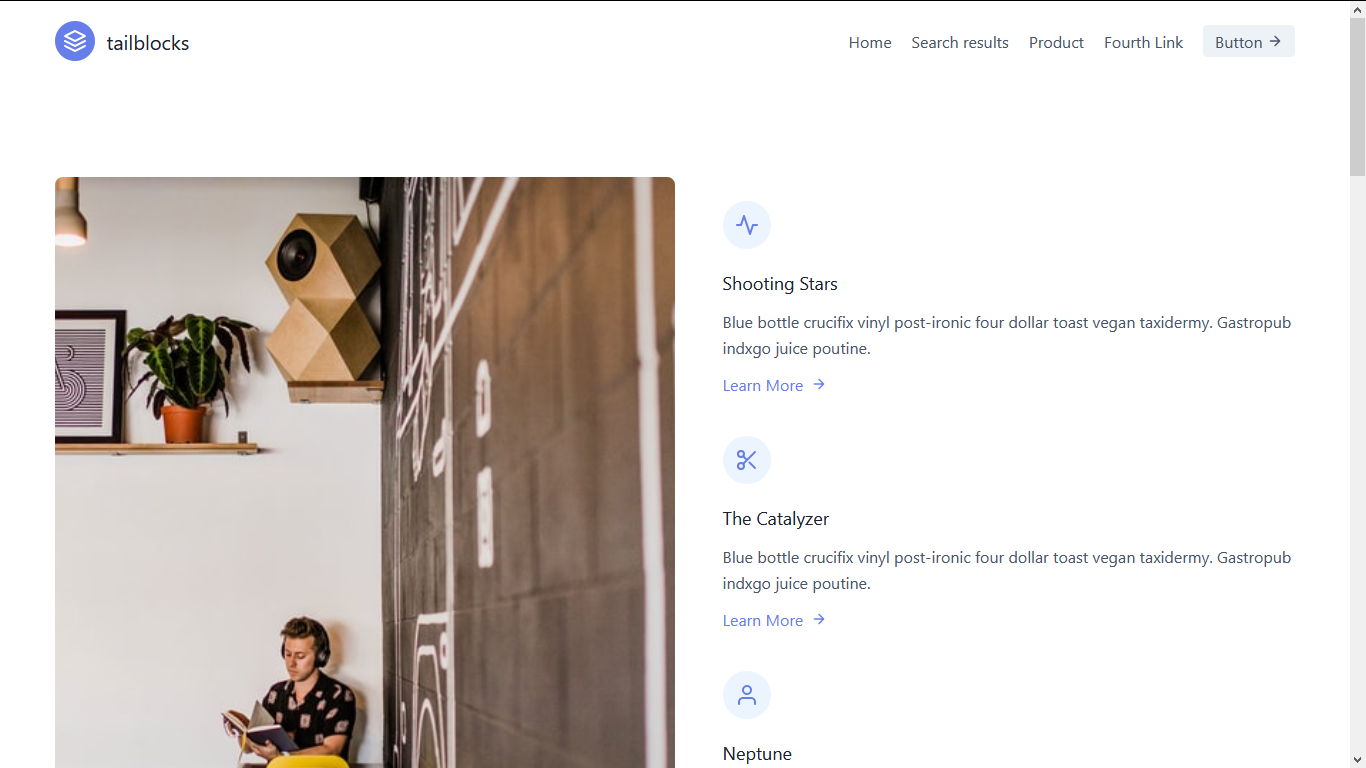 tailblocks
Home Search results Product Fourth Link Button
Shooting Stars
Blue bottle crucifix vinyl post-ironic four dollar toast vegan taxidermy. Gastropub
indxgo juice poutine.
Learn More
The Catalyzer
Blue bottle crucifix vinyl post-ironic four dollar toast vegan taxidermy. Gastropub
indxgo juice poutine.
Learn More
Neptune